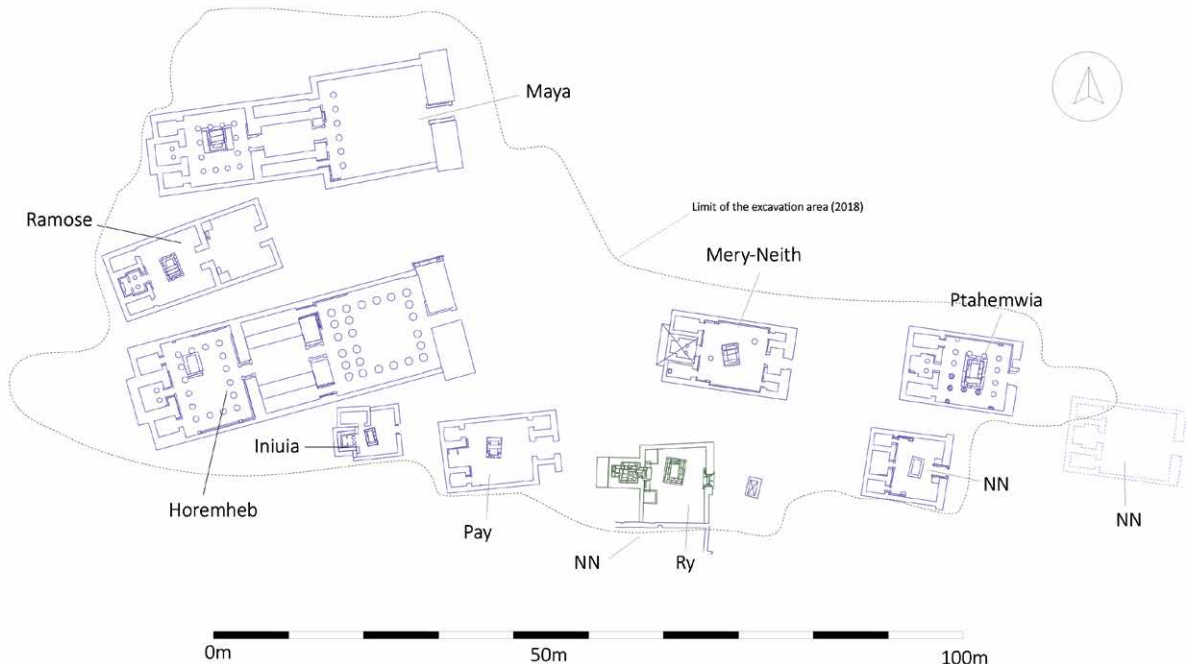 Maya
Ramose
Limit of the excavation area (2018)
Mery-Neith
Ptahemwia
Iniuia
Horemheb
Pay
NN
Ry
NN
NN
0m
50m
100m